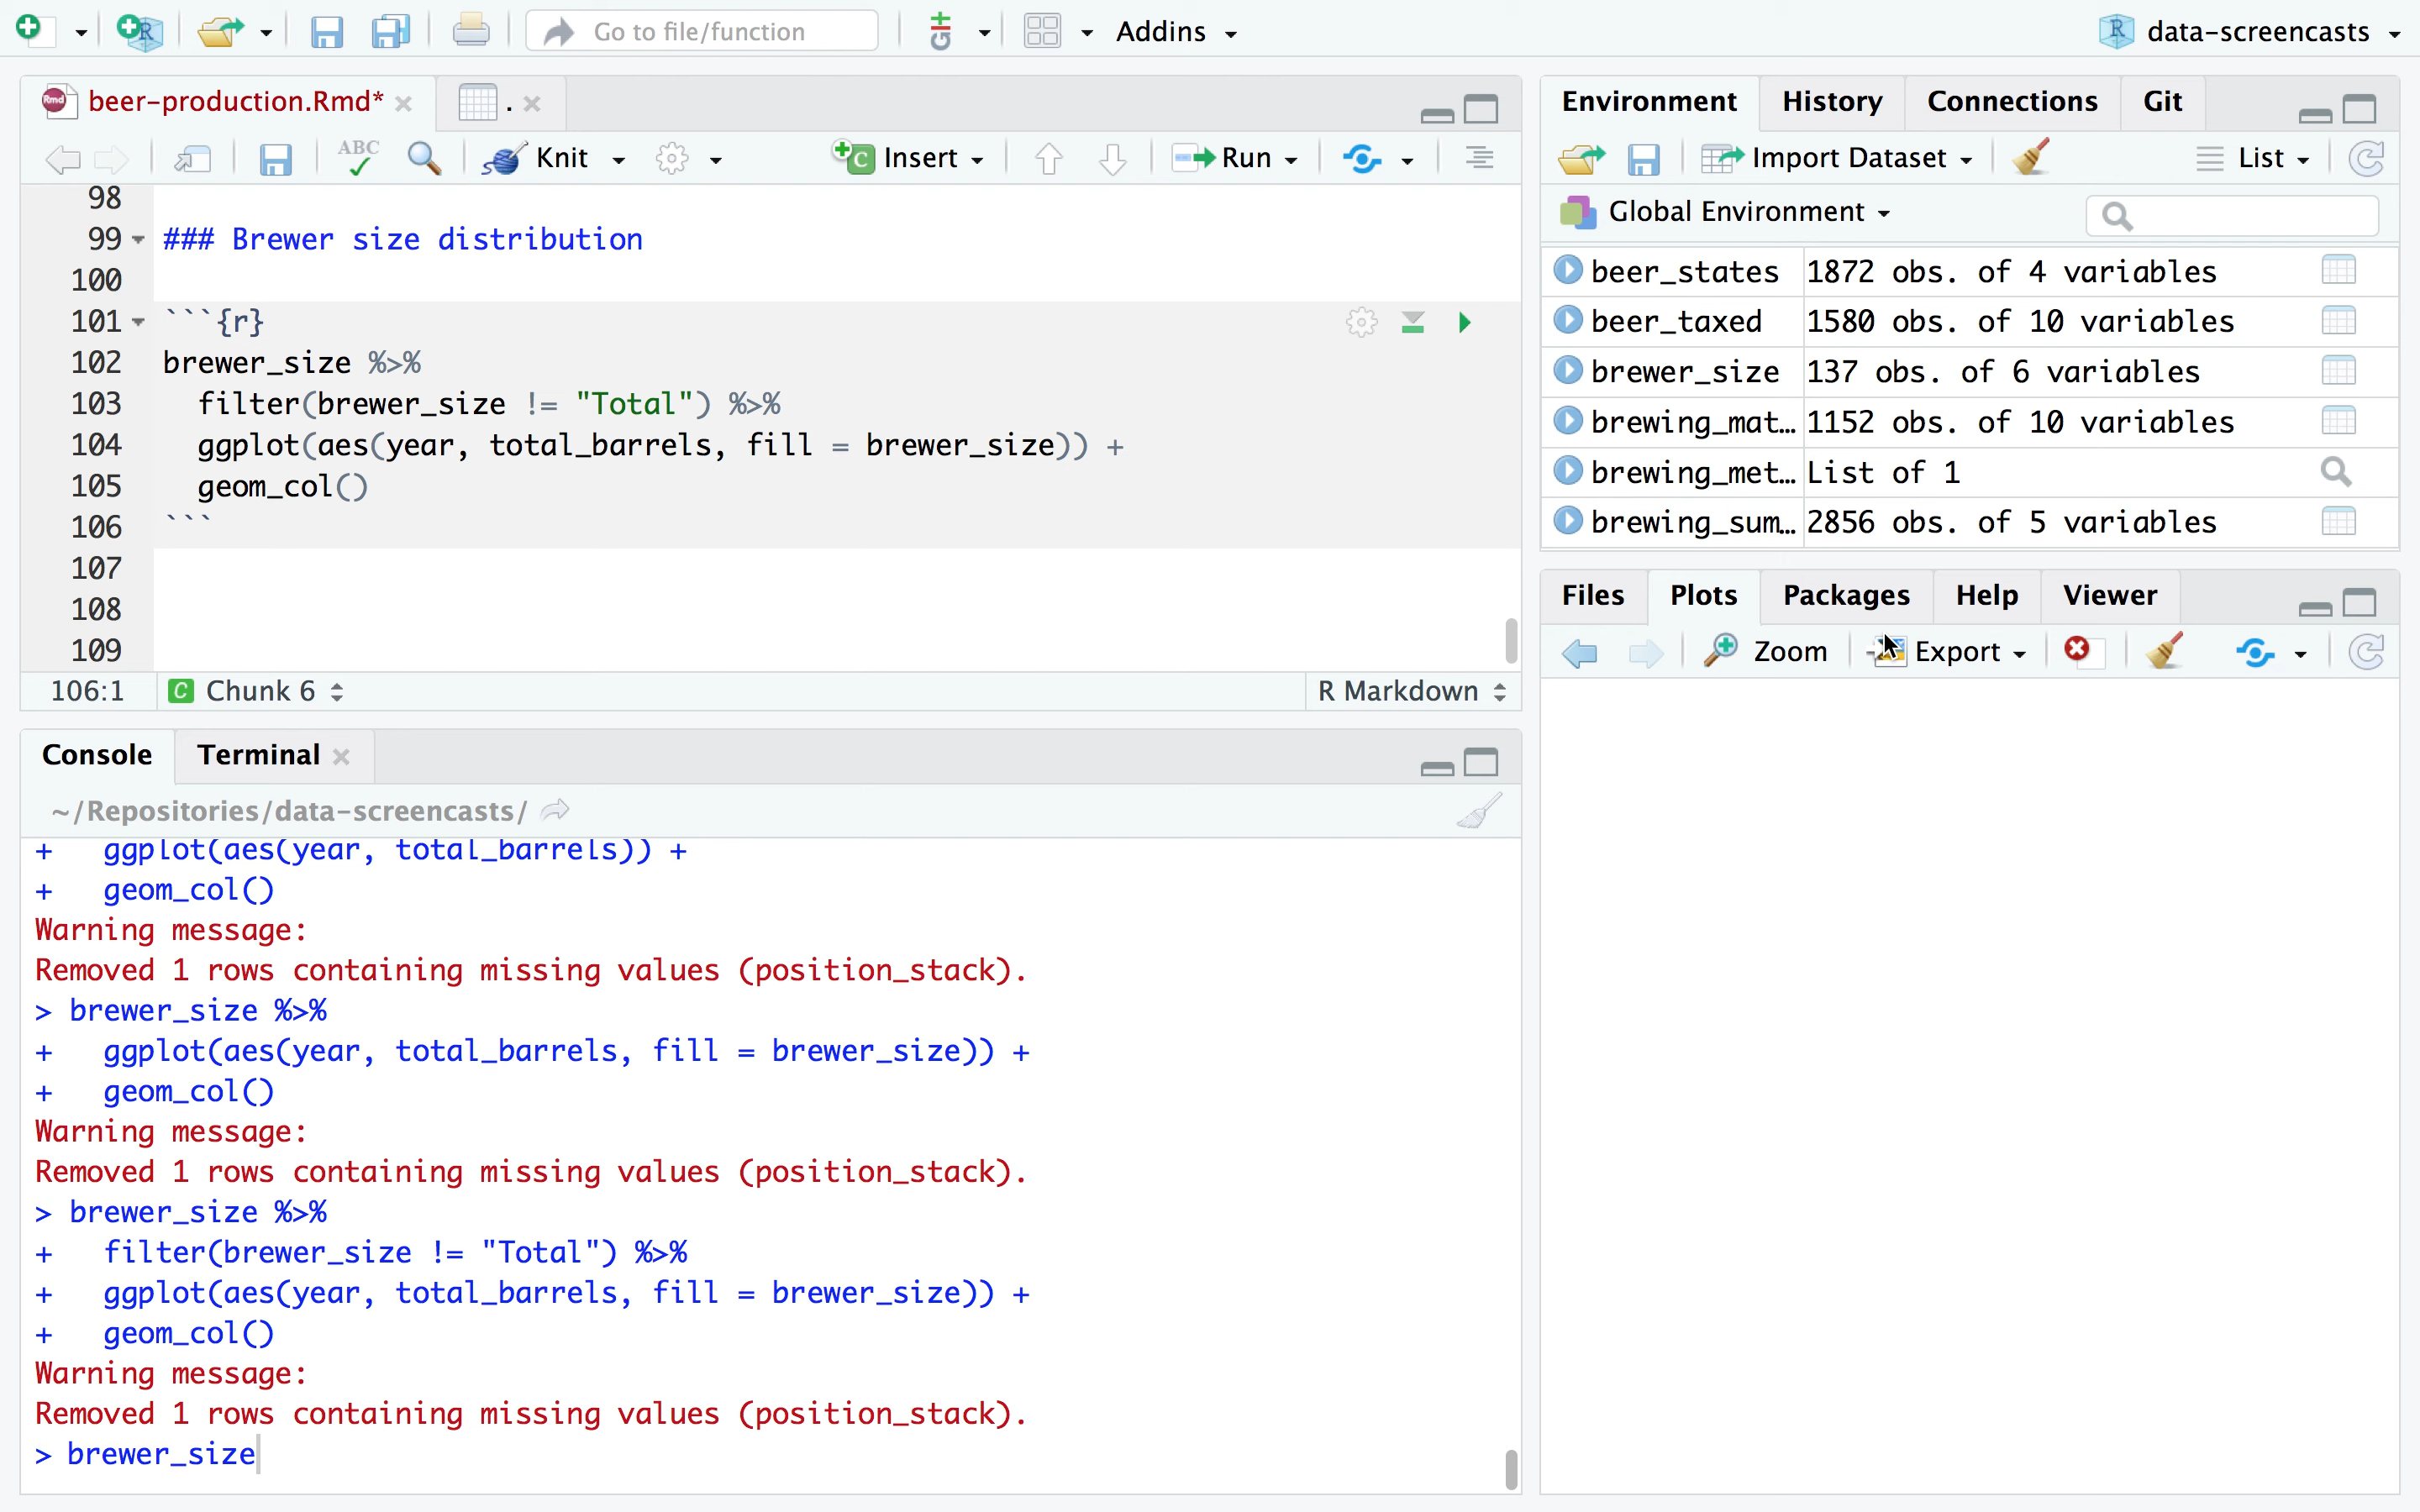 Go to file/function
Git
Addins
data-screencasts
beer-production.Rmd*
.
ABC
Knit
Insert
Run
98
99 ### Brewer size distribution
100
101 ```{r}
102 brewer_size %>%
103   filter(brewer_size != "Total") %>%
104   ggplot(aes(year, total_barrels, fill = brewer_size)) +
105   geom_col()
106 ```
107
108
109
106:1 C Chunk 6 R Markdown
Console Terminal
~/Repositories/data-screencasts/
+   ggplot(aes(year, total_barrels)) +
+   geom_col()
Warning message:
Removed 1 rows containing missing values (position_stack).
> brewer_size %>%
+   ggplot(aes(year, total_barrels, fill = brewer_size)) +
+   geom_col()
Warning message:
Removed 1 rows containing missing values (position_stack).
> brewer_size %>%
+   filter(brewer_size != "Total") %>%
+   ggplot(aes(year, total_barrels, fill = brewer_size)) +
+   geom_col()
Warning message:
Removed 1 rows containing missing values (position_stack).
> brewer_size
Environment History Connections Git
Import Dataset List
Global Environment
beer_states 1872 obs. of 4 variables
beer_taxed 1580 obs. of 10 variables
brewer_size 137 obs. of 6 variables
brewing_mat… 1152 obs. of 10 variables
brewing_met… List of 1
brewing_sum… 2856 obs. of 5 variables
Files Plots Packages Help Viewer
Zoom Export